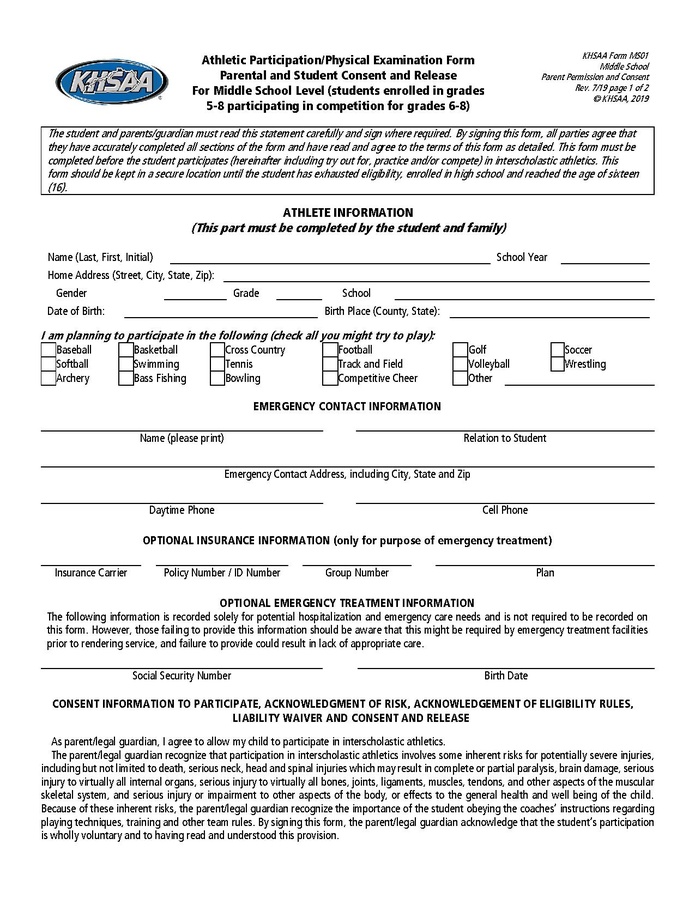 KHSAA
Athletic Participation/Physical Examination Form
Parental and Student Consent and Release
For Middle School Level (students enrolled in grades
5-8 participating in competition for grades 6-8)
KHSAA Form MS01
Middle School
Parent Permission and Consent
Rev. 7/19 page 1 of 2
© KHSAA, 2019
The student and parents/guardian must read this statement carefully and sign where required. By signing this form, all parties agree that
they have accurately completed all sections of the form and have read and agree to the terms of this form as detailed. This form must be
completed before the student participates (hereinafter including try out for, practice and/or compete) in interscholastic athletics. This
form should be kept in a secure location until the student has exhausted eligibility, enrolled in high school and reached the age of sixteen
(16).
ATHLETE INFORMATION
(This part must be completed by the student and family)
Name (Last, First, Initial) School Year
Home Address (Street, City, State, Zip):
Gender Grade School
Date of Birth: Birth Place (County, State):
I am planning to participate in the following (check all you might try to play):
Baseball Basketball Cross Country Football Golf Soccer
Softball Swimming Tennis Track and Field Volleyball Wrestling
Archery Bass Fishing Bowling Competitive Cheer Other
EMERGENCY CONTACT INFORMATION
Name (please print) Relation to Student
Emergency Contact Address, including City, State and Zip
Daytime Phone Cell Phone
OPTIONAL INSURANCE INFORMATION (only for purpose of emergency treatment)
Insurance Carrier Policy Number / ID Number Group Number Plan
OPTIONAL EMERGENCY TREATMENT INFORMATION
The following information is recorded solely for potential hospitalization and emergency care needs and is not required to be recorded on
this form. However, those failing to provide this information should be aware that this might be required by emergency treatment facilities
prior to rendering service, and failure to provide could result in lack of appropriate care.
Social Security Number Birth Date
CONSENT INFORMATION TO PARTICIPATE, ACKNOWLEDGMENT OF RISK, ACKNOWLEDGEMENT OF ELIGIBILITY RULES,
LIABILITY WAIVER AND CONSENT AND RELEASE
As parent/legal guardian, I agree to allow my child to participate in interscholastic athletics.
The parent/legal guardian recognize that participation in interscholastic athletics involves some inherent risks for potentially severe injuries,
including but not limited to death, serious neck, head and spinal injuries which may result in complete or partial paralysis, brain damage, serious
injury to virtually all internal organs, serious injury to virtually all bones, joints, ligaments, muscles, tendons, and other aspects of the muscular
skeletal system, and serious injury or impairment to other aspects of the body, or effects to the general health and well being of the child.
Because of these inherent risks, the parent/legal guardian recognize the importance of the student obeying the coaches' instructions regarding
playing techniques, training and other team rules. By signing this form, the parent/legal guardian acknowledge that the student's participation
is wholly voluntary and to having read and understood this provision.